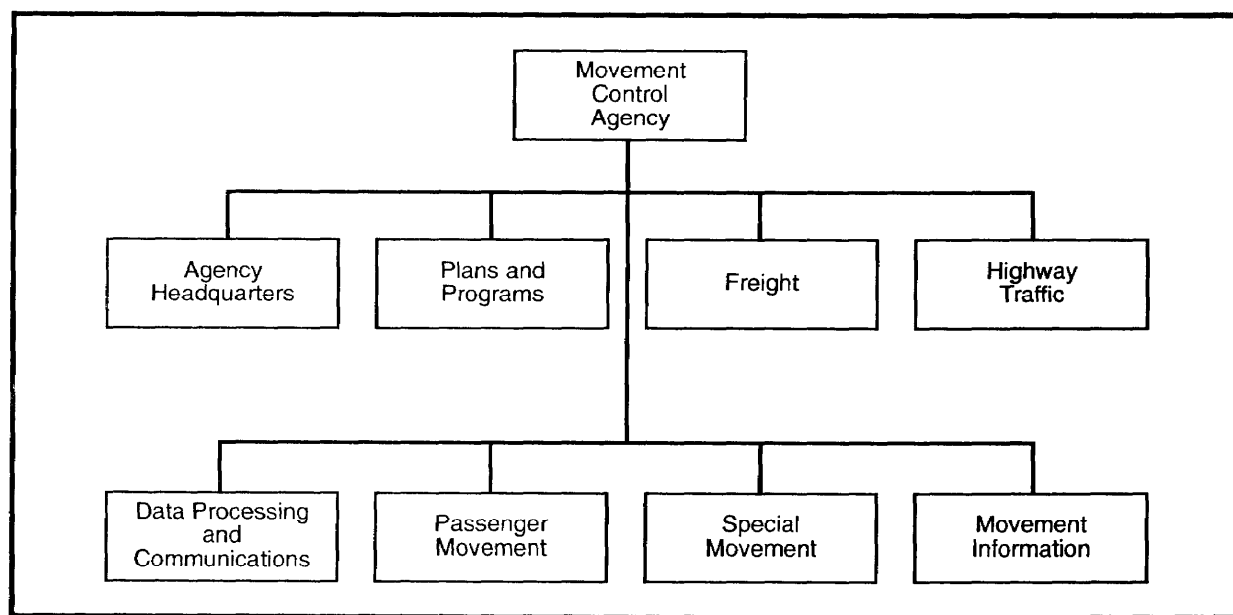 Movement
Control
Agency
Agency
Headquarters
Plans and
Programs
Freight
Highway
Traffic
Data Processing
and
Communications
Passenger
Movement
Special
Movement
Movement
Information